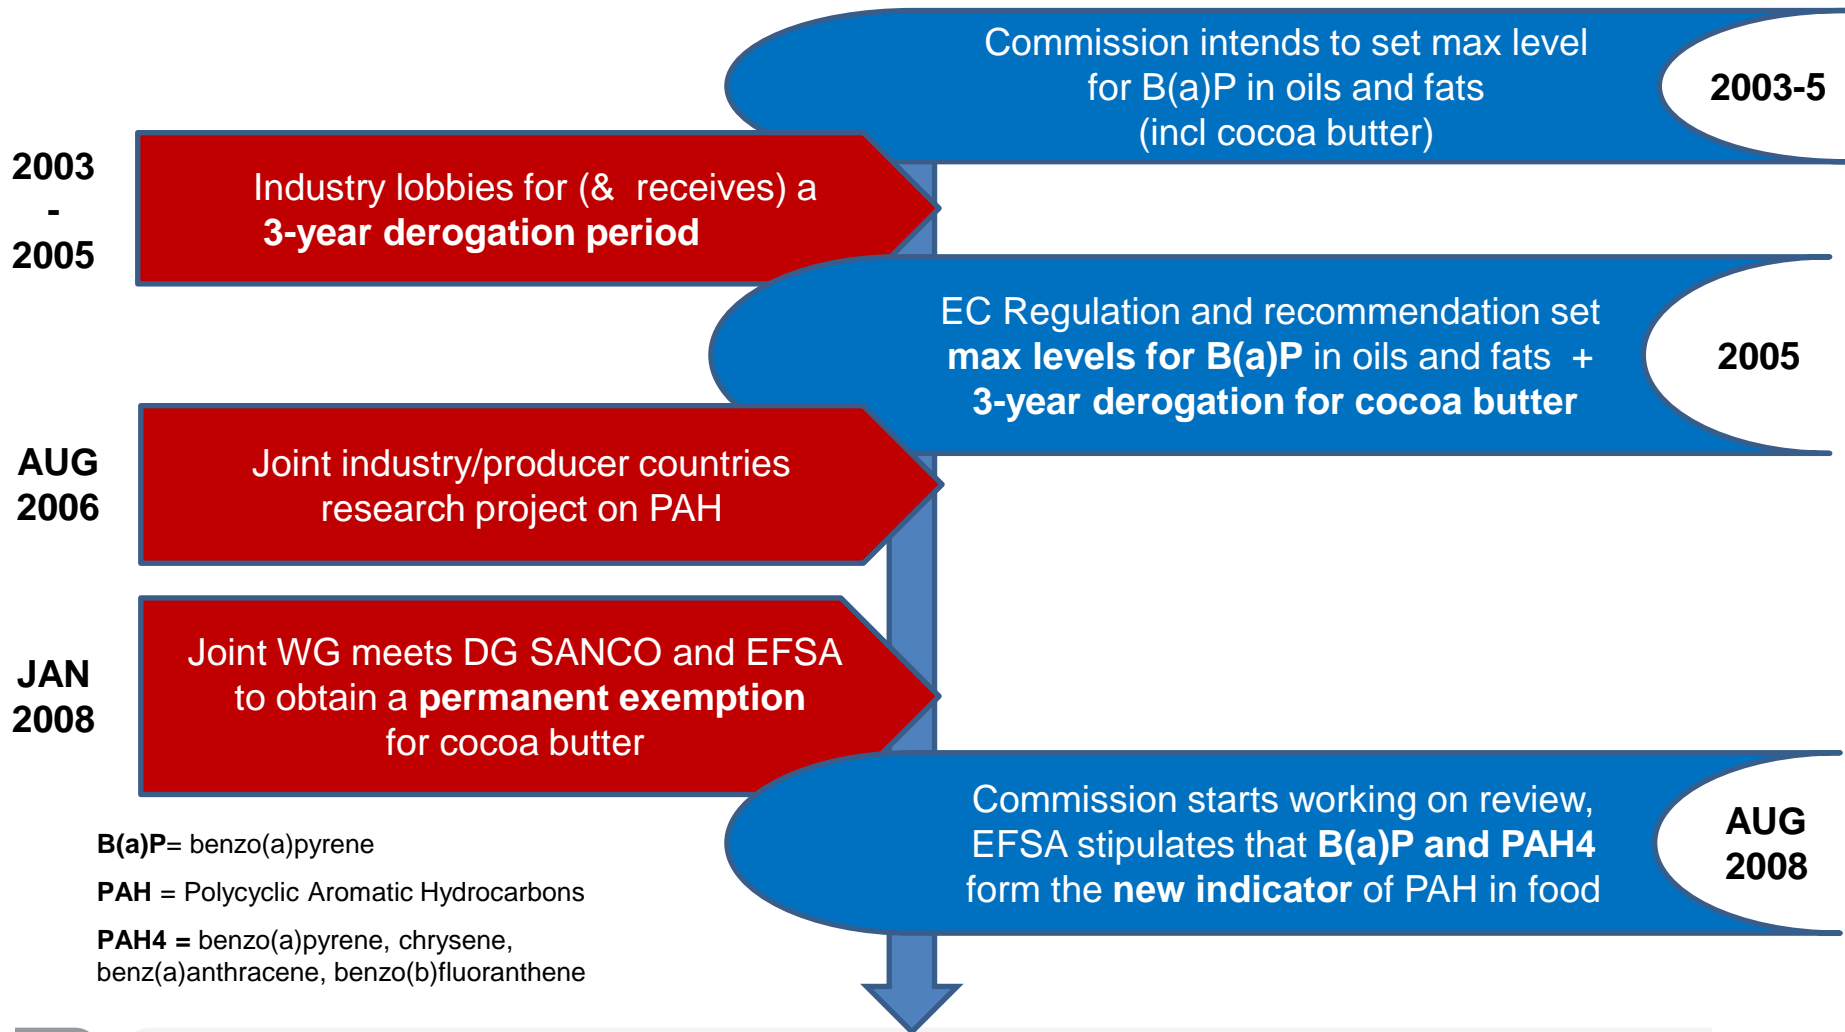 Commission intends to set max level
for B(a)P in oils and fats
(incl cocoa butter)
2003-5
2003
-
2005
Industry lobbies for (& receives) a
3-year derogation period
EC Regulation and recommendation set
max levels for B(a)P in oils and fats +
3-year derogation for cocoa butter
2005
AUG
2006
Joint industry/producer countries
research project on PAH
JAN
2008
Joint WG meets DG SANCO and EFSA
to obtain a permanent exemption
for cocoa butter
Commission starts working on review,
EFSA stipulates that B(a)P and PAH4
form the new indicator of PAH in food
AUG
2008
B(a)P= benzo(a)pyrene
PAH = Polycyclic Aromatic Hydrocarbons
PAH4 = benzo(a)pyrene, chrysene,
benz(a)anthracene, benzo(b)fluoranthene